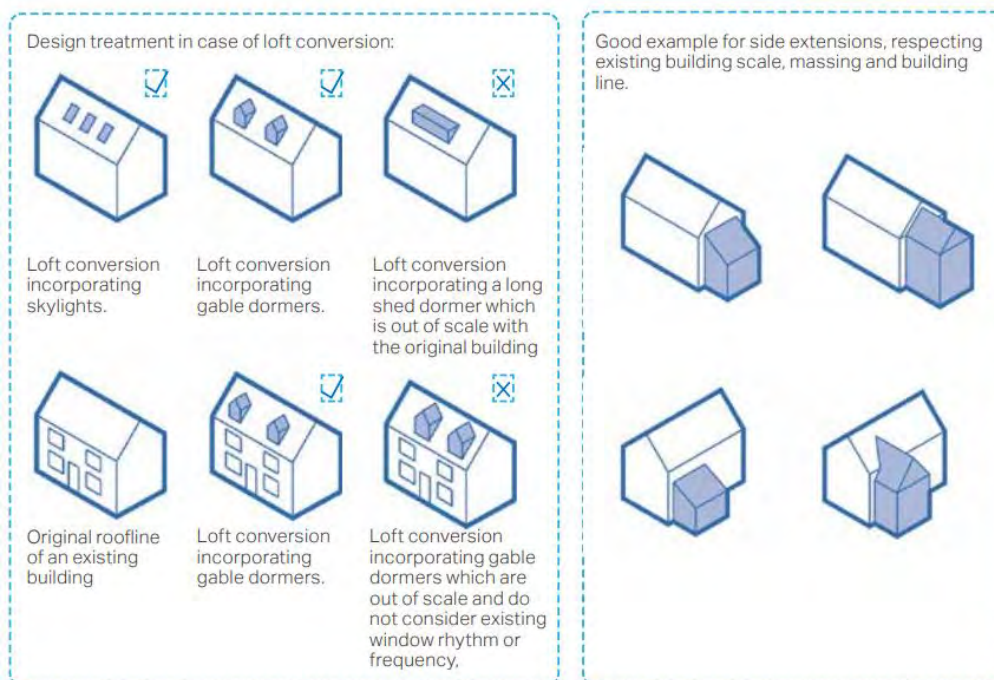 Design treatment in case of loft conversion:
Loft conversion
incorporating
skylights.
Loft conversion
incorporating
gable dormers.
Loft conversion
incorporating a long
shed dormer which
is out of scale with
the original building
Original roofline
of an existing
building
Loft conversion
incorporating
gable dormers.
Loft conversion
incorporating gable
dormers which are
out of scale and do
not consider existing
window rhythm or
frequency,
Good example for side extensions, respecting
existing building scale, massing and building
line.